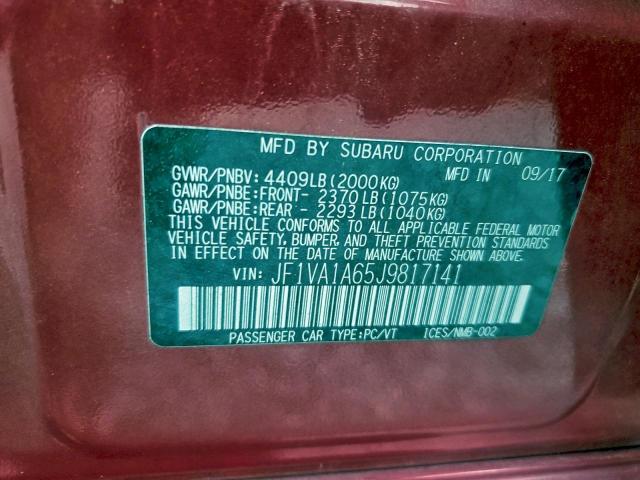 MFD BY SUBARU CORPORATION
GVWR/PNBV: 4409LB(2000KG) MFD IN 09/17
GAWR/PNBE:FRONT- 2370LB(1075KG)
GAWR/PNBE:REAR - 2293LB(1040KG)
THIS VEHICLE CONFORMS TO ALL APPLICABLE FEDERAL MOTOR
VEHICLE SAFETY, BUMPER, AND THEFT PREVENTION STANDARDS
IN EFFECT ON THE DATE OF MANUFACTURE SHOWN ABOVE.
VIN: JF1VA1A65J9817141
PASSENGER CAR TYPE:PC/VT ICES/NMB-002